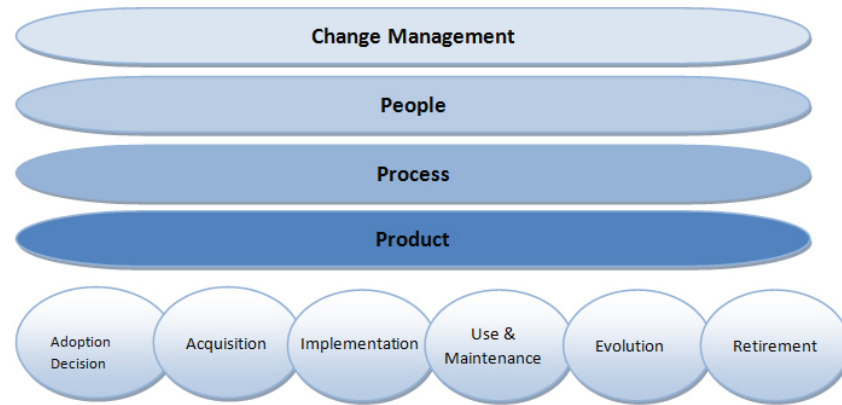 Change Management
People
Process
Product
Adoption
Decision
Acquisition
Implementation
Use &
Maintenance
Evolution
Retirement